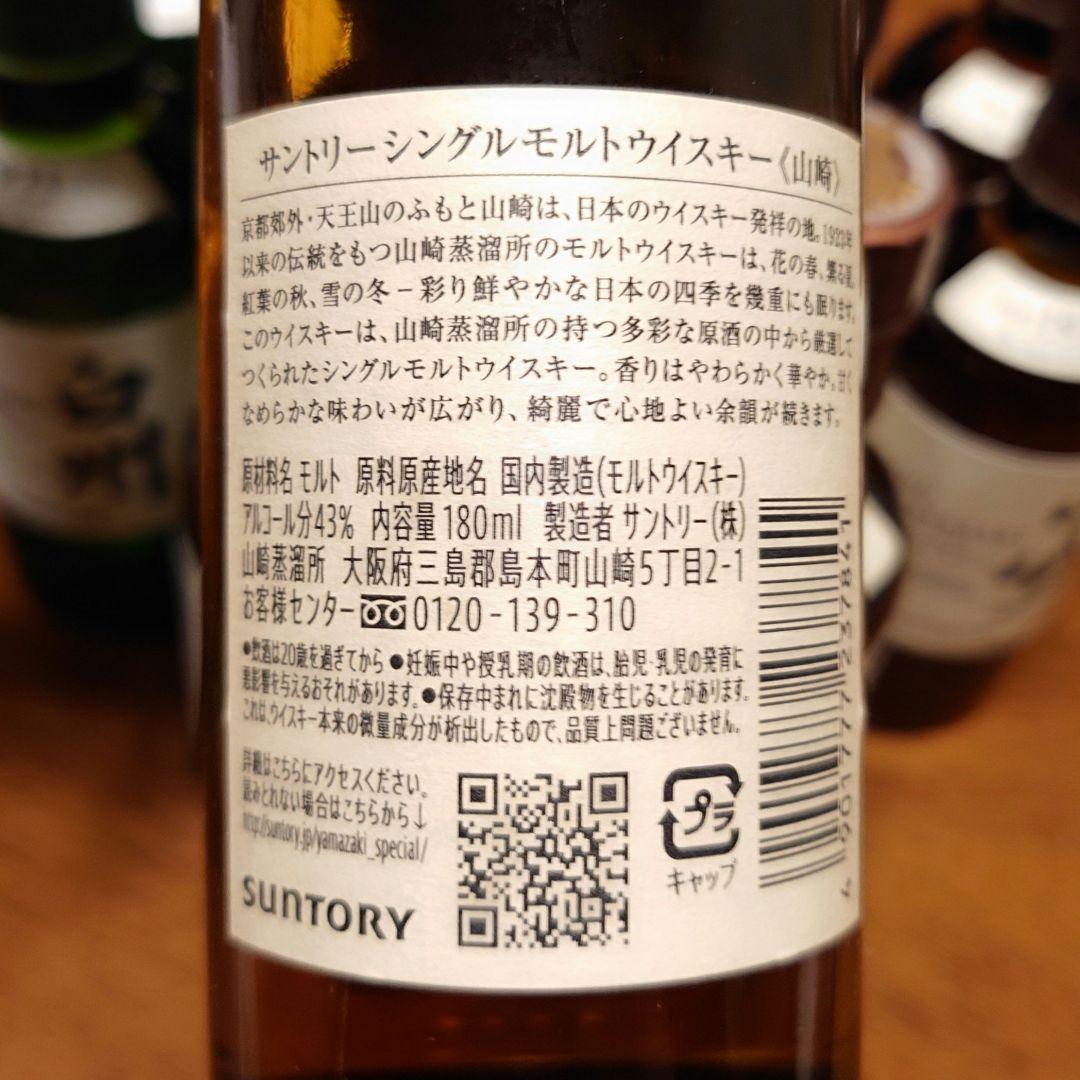 サントリーシングルモルトウイスキー《山崎》
京都郊外・天王山のふもと山崎は、日本のウイスキー発祥の地。1923年
以来の伝統をもつ山崎蒸溜所のモルトウイスキーは、花の春、繁る夏、
紅葉の秋、雪の冬－彩り鮮やかな日本の四季を幾重にも眠ります。
このウイスキーは、山崎蒸溜所の持つ多彩な原酒の中から厳選して
つくられたシングルモルトウイスキー。香りはやわらかく華やか。甘く
なめらかな味わいが広がり、綺麗で心地よい余韻が続きます。
原材料名 モルト 原料原産地名 国内製造(モルトウイスキー)
アルコール分43% 内容量180ml 製造者 サントリー(株)
山崎蒸溜所 大阪府三島郡島本町山崎5丁目2-1
お客様センター 0120-139-310
●飲酒は20歳を過ぎてから ●妊娠中や授乳期の飲酒は、胎児・乳児の発育に
悪影響を与えるおそれがあります。●保存中まれに沈殿物を生じることがあります。
これは、ウイスキー本来の微量成分が析出したもので、品質上問題ございません。
詳細はこちらにアクセスください。
読みとれない場合はこちらから↓
http://suntory.jp/yamazaki_special/
SUNTORY
プラ
キャップ
4 901777 237841
白州